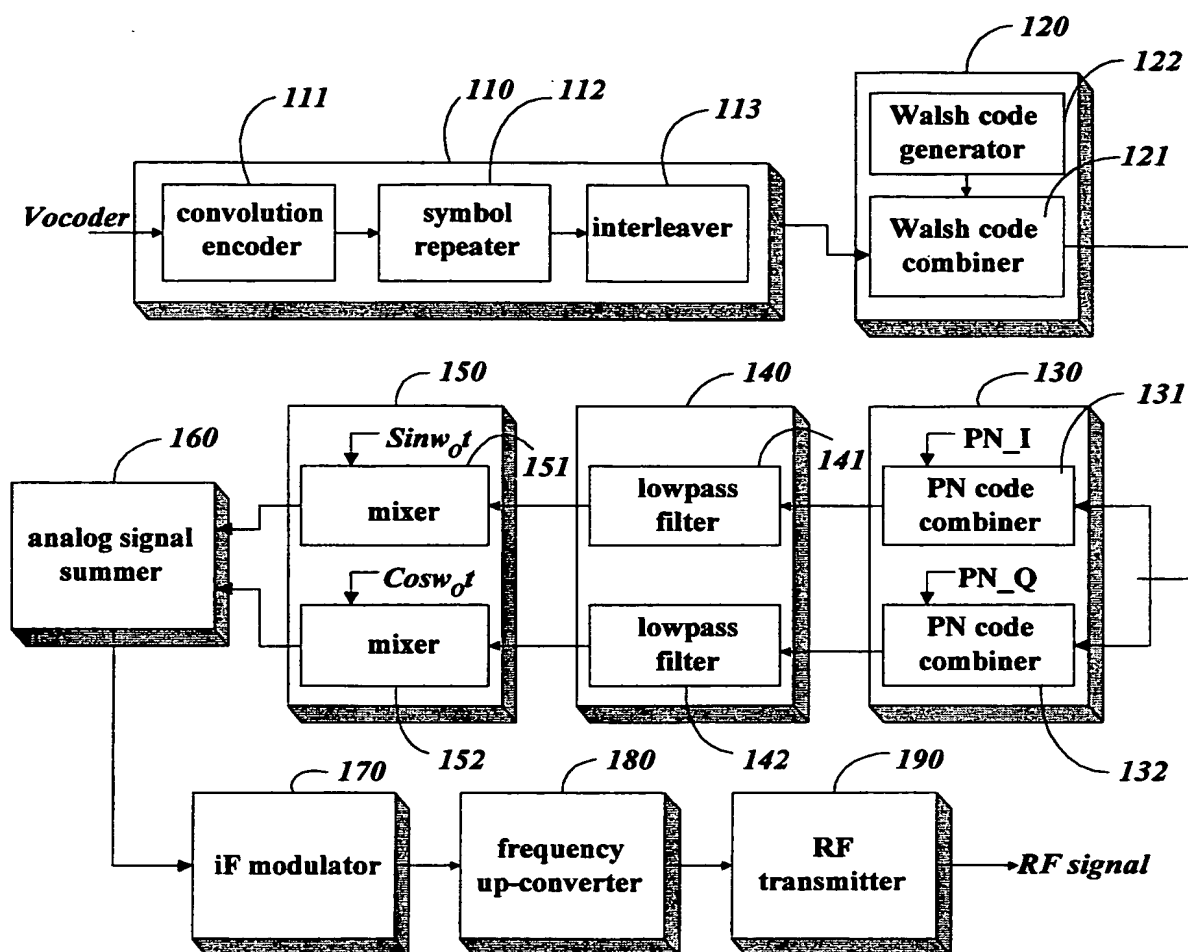 120
122
111
110
112
113
Walsh code
generator
121
Vocoder
convolution
encoder
symbol
repeater
interleaver
Walsh code
combiner
150
140
130
131
160
Sinw_ot
151
141
PN_I
mixer
lowpass
filter
PN code
combiner
analog signal
summer
Cosw_ot
PN_Q
mixer
lowpass
filter
PN code
combiner
152
142
132
170
180
190
iF modulator
frequency
up-converter
RF
transmitter
RF signal